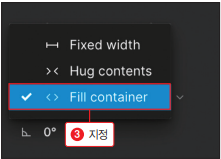 Fixed width
Hug contents
Fill container
0°
3 지정